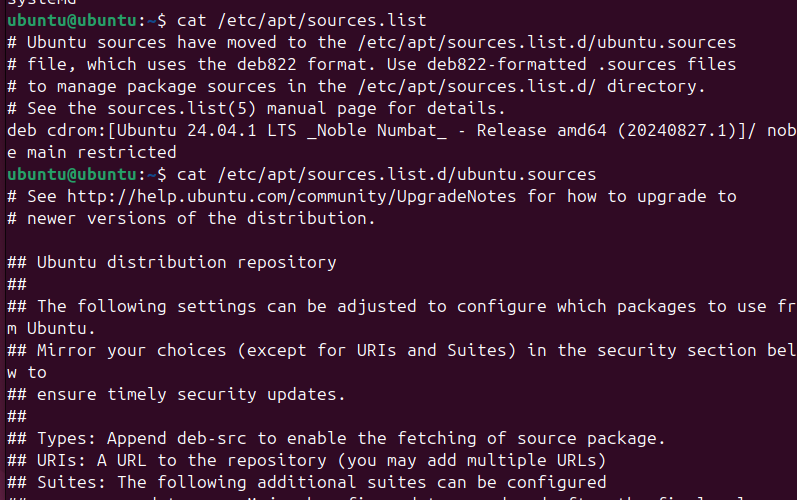 ubuntu@ubuntu:~$ cat /etc/apt/sources.list
# Ubuntu sources have moved to the /etc/apt/sources.list.d/ubuntu.sources
# file, which uses the deb822 format. Use deb822-formatted .sources files
# to manage package sources in the /etc/apt/sources.list.d/ directory.
# See the sources.list(5) manual page for details.
deb cdrom:[Ubuntu 24.04.1 LTS _Noble Numbat_ - Release amd64 (20240827.1)]/ nob
e main restricted
ubuntu@ubuntu:~$ cat /etc/apt/sources.list.d/ubuntu.sources
# See http://help.ubuntu.com/community/UpgradeNotes for how to upgrade to
# newer versions of the distribution.
## Ubuntu distribution repository
##
## The following settings can be adjusted to configure which packages to use fr
m Ubuntu.
## Mirror your choices (except for URIs and Suites) in the security section bel
w to
## ensure timely security updates.
##
## Types: Append deb-src to enable the fetching of source package.
## URIs: A URL to the repository (you may add multiple URLs)
## Suites: The following additional suites can be configured